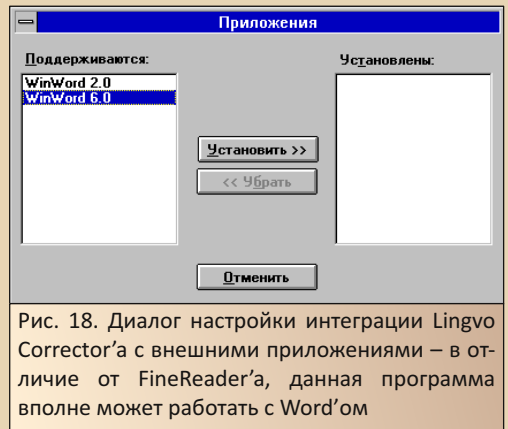 Приложения
Поддерживаются:
Установлены:
WinWord 2.0
WinWord 6.0
Установить >>
<< Убрать
Отменить
Рис. 18. Диалог настройки интеграции Lingvo
Corrector’а с внешними приложениями – в от-
личие от FineReader’а, данная программа
вполне может работать с Word’ом